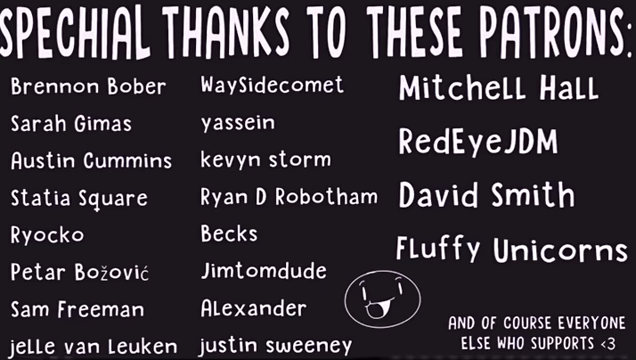 SPECHIAL THANKS TO THESE PATRONS:
Brennon Bober
Sarah Gimas
Austin Cummins
Statia Square
Ryocko
Petar Božović
Sam Freeman
jelle van Leuken
WaySidecomet
yassein
kevyn storm
Ryan D Robotham
Becks
Jimtomdude
Alexander
justin sweeney
Mitchell Hall
RedEyeJDM
David Smith
Fluffy Unicorns
AND OF COURSE EVERYONE
ELSE WHO SUPPORTS <3